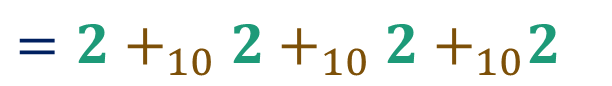 = 2 +₁₀ 2 +₁₀ 2 +₁₀ 2